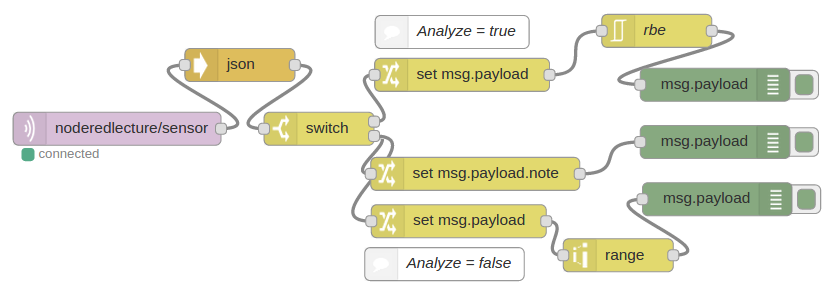 Analyze = true
rbe
json
set msg.payload
msg.payload
noderedlecture/sensor
switch
msg.payload
connected
set msg.payload.note
msg.payload
set msg.payload
Analyze = false
range